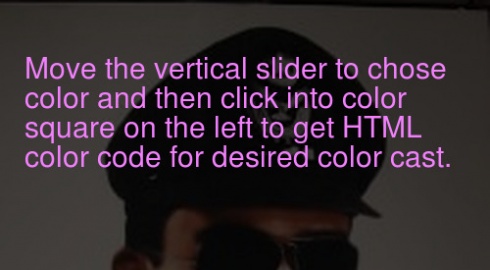 Move the vertical slider to chose
color and then click into color
square on the left to get HTML
color code for desired color cast.